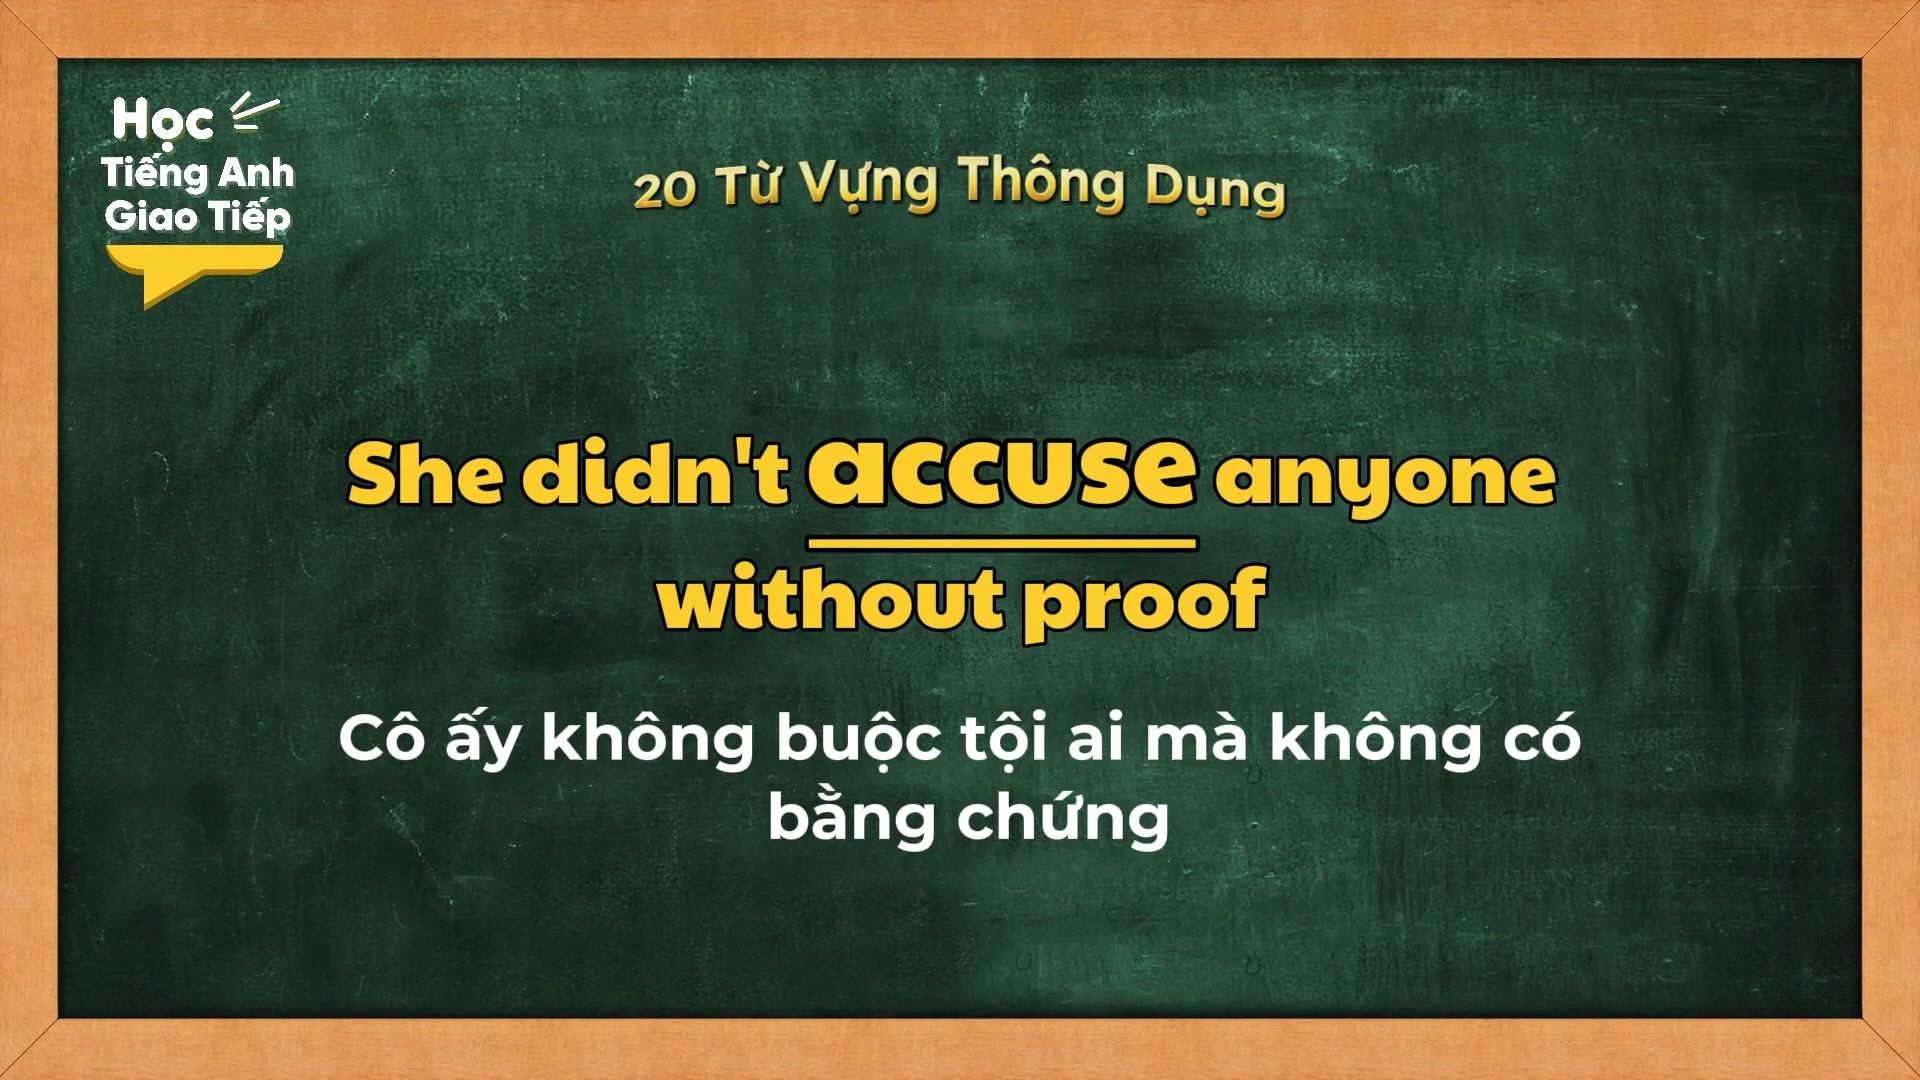 Học
Tiếng Anh
Giao Tiếp
20 Từ Vựng Thông Dụng
She didn't accuse anyone
without proof
Cô ấy không buộc tội ai mà không có
bằng chứng